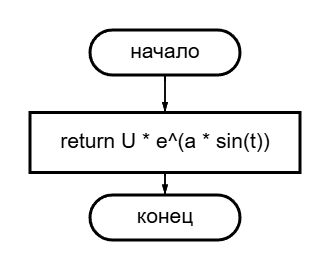 начало
return U * e^(a * sin(t))
конец